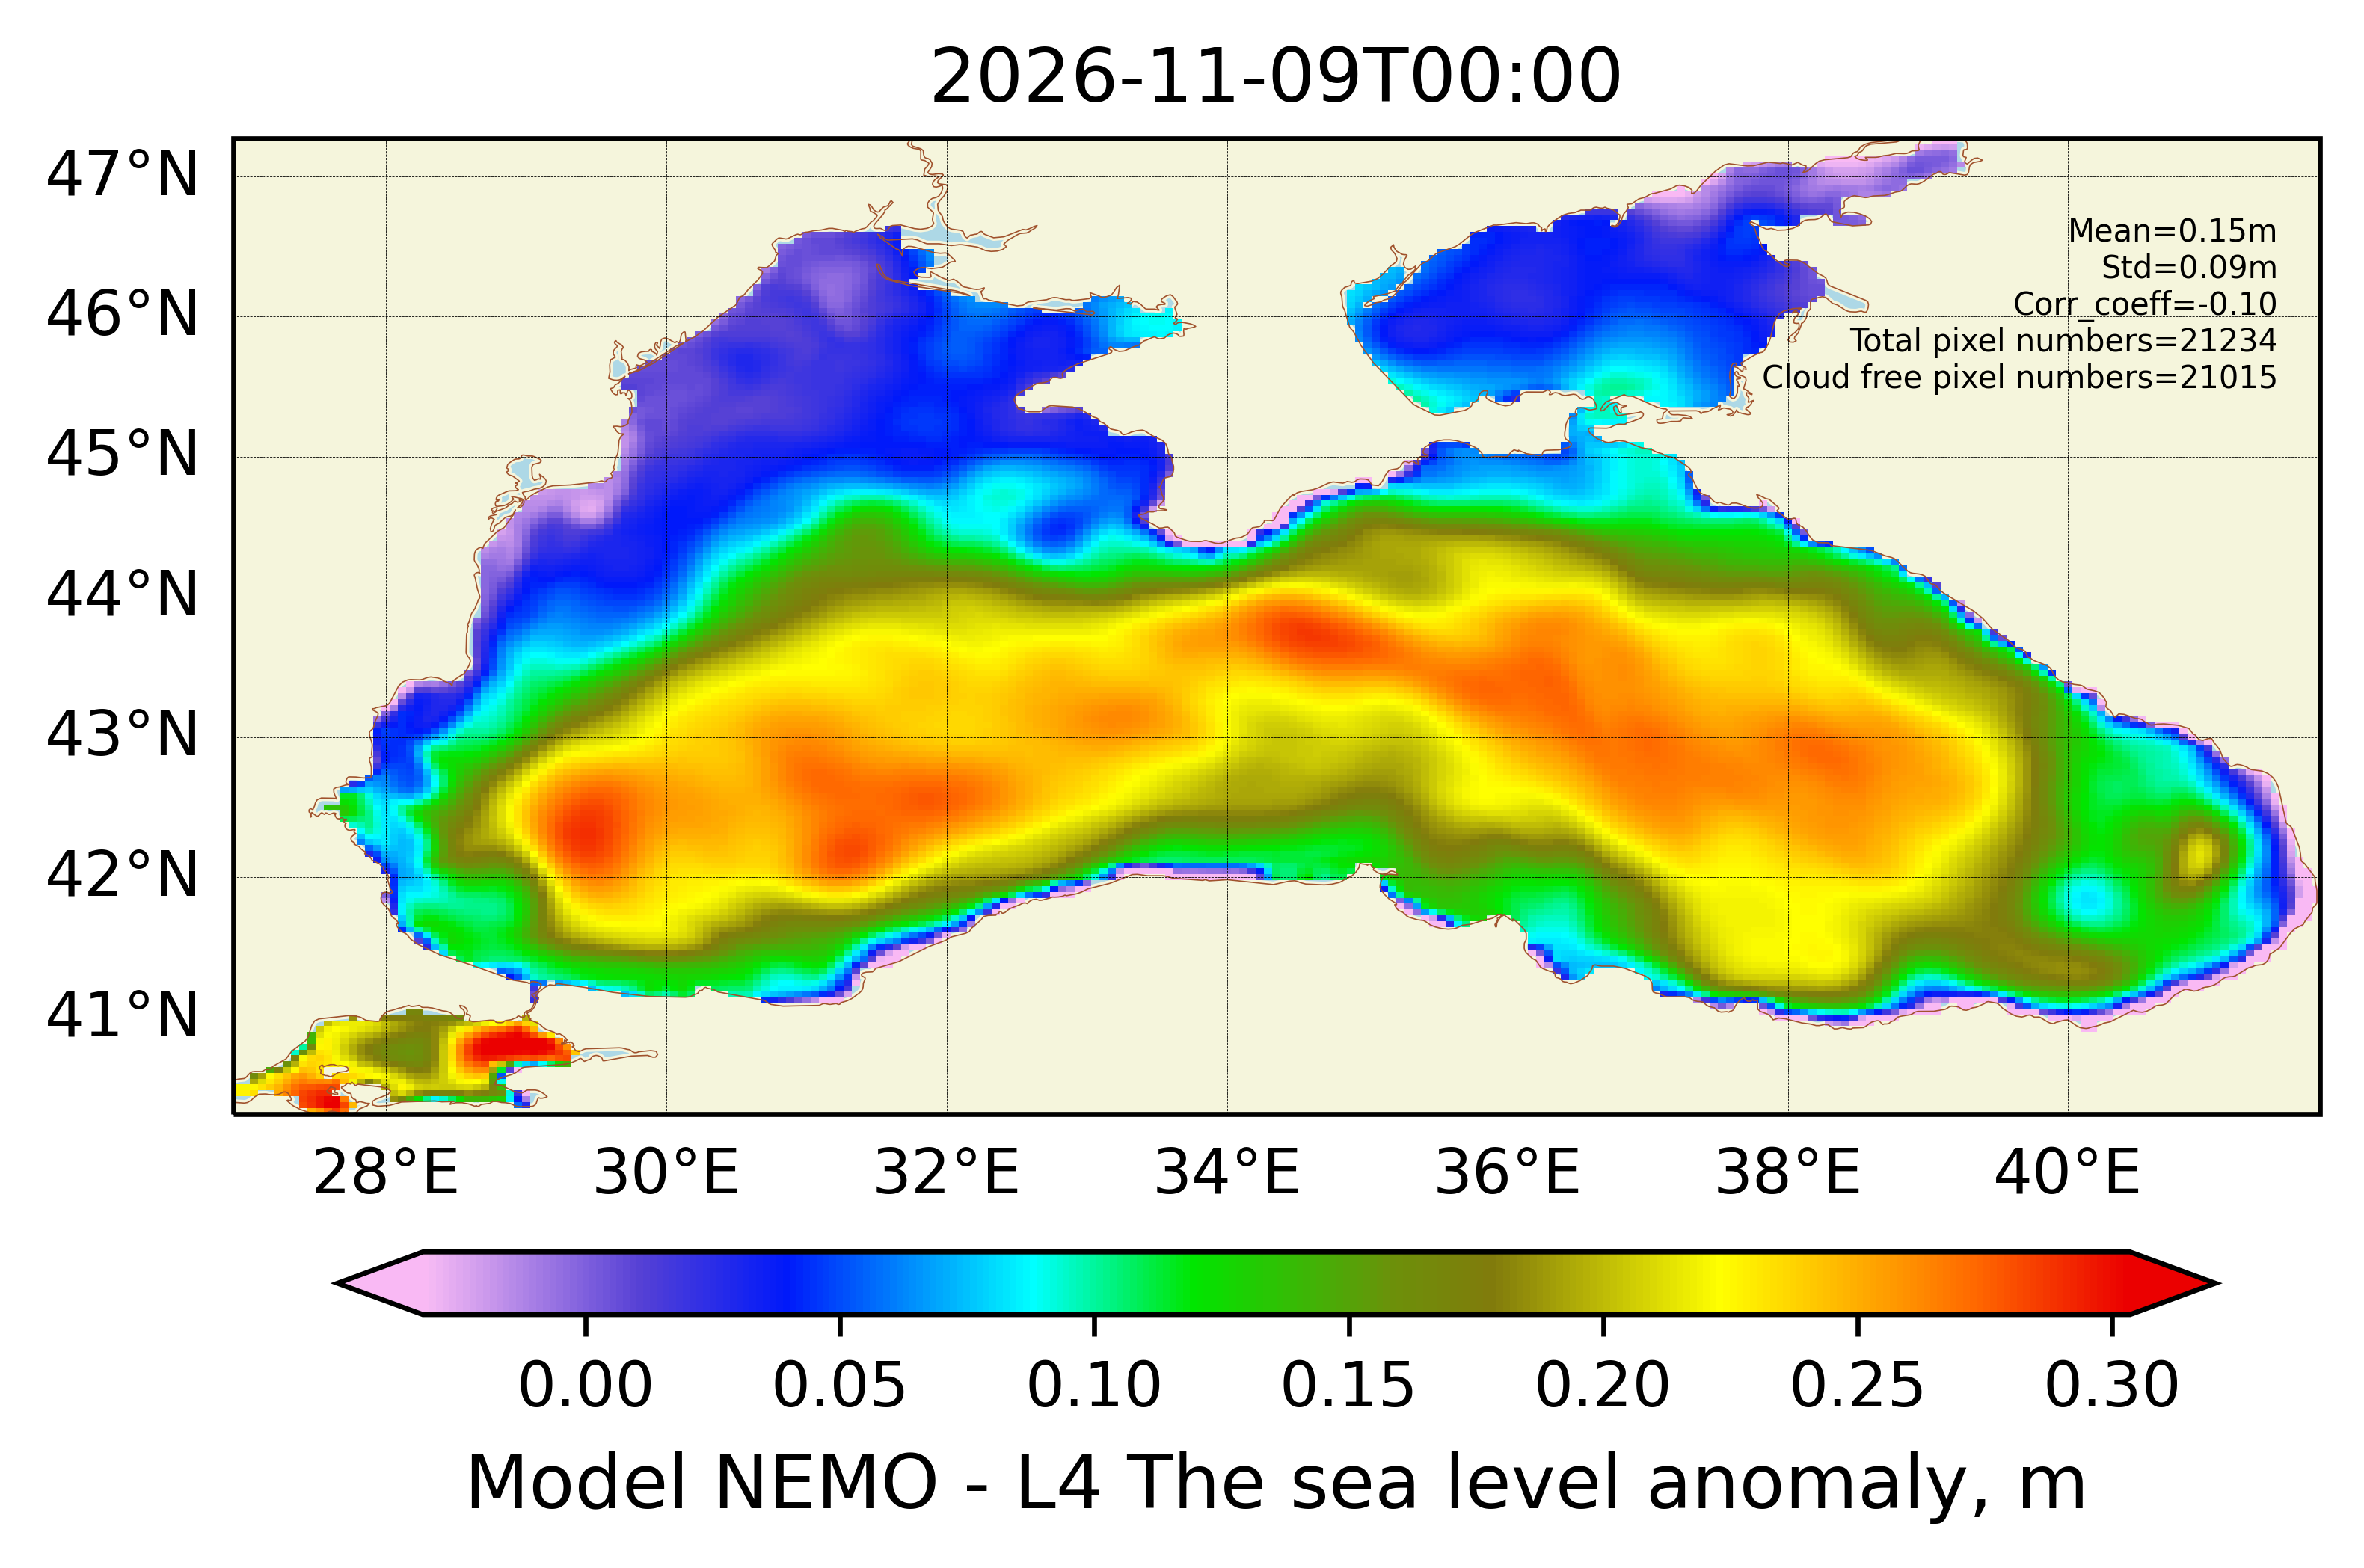 2026-11-09T00:00
47°N
46°N
45°N
44°N
43°N
42°N
41°N
Mean=0.15m
Std=0.09m
Corr_coeff=-0.10
Total pixel numbers=21234
Cloud free pixel numbers=21015
28°E 30°E 32°E 34°E 36°E 38°E 40°E
0.00 0.05 0.10 0.15 0.20 0.25 0.30
Model NEMO - L4 The sea level anomaly, m